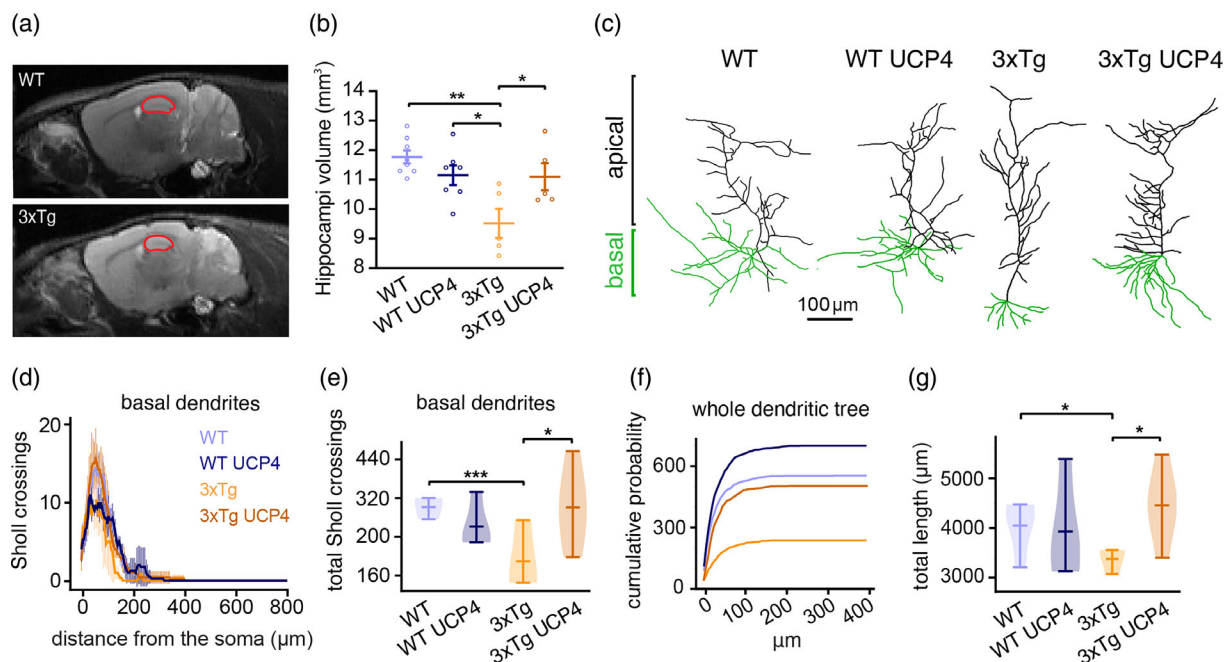 (a)
WT
3xTg
(b)
Hippocampi volume (mm³)
13
12
11
10
9
8
**
*
*
WT
WT UCP4
3xTg
3xTg UCP4
(c)
WT
WT UCP4
3xTg
3xTg UCP4
apical
basal
100 µm
(d)
basal dendrites
Sholl crossings
20
10
0
WT
WT UCP4
3xTg
3xTg UCP4
0 200 400 600 800
distance from the soma (µm)
(e)
basal dendrites
total Sholl crossings
440
320
200
160
***
*
WT
WT UCP4
3xTg
3xTg UCP4
(f)
whole dendritic tree
cumulative probability
600
300
0
0 100 200 300 400
µm
(g)
total length (µm)
5000
4000
3000
*
*
WT
WT UCP4
3xTg
3xTg UCP4